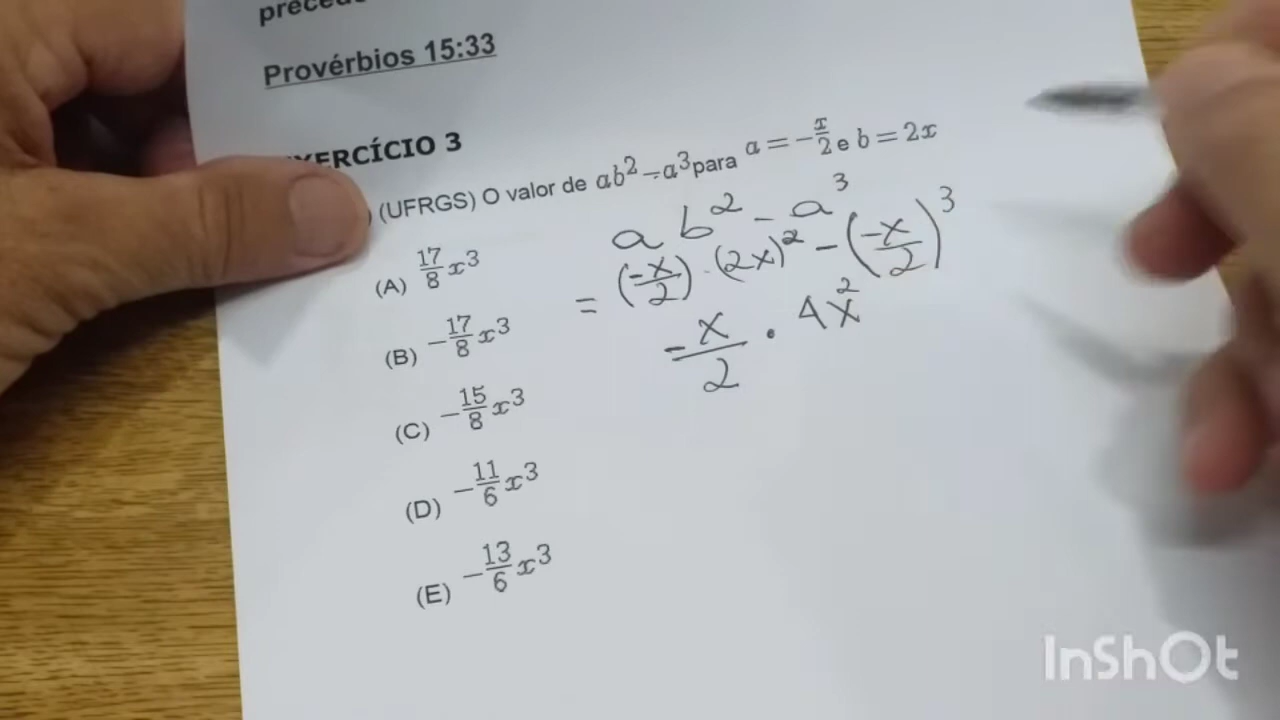 Provérbios 15:33
EXERCÍCIO 3
) (UFRGS) O valor de ab² – a³ para a = -x/2 e b = 2x
ab² - a³
= (-x/2) · (2x)² - (-x/2)³
-x/2 · 4x²
(A) 17/8 x³
(B) -17/8 x³
(C) -15/8 x³
(D) -11/6 x³
(E) -13/6 x³
InShOt